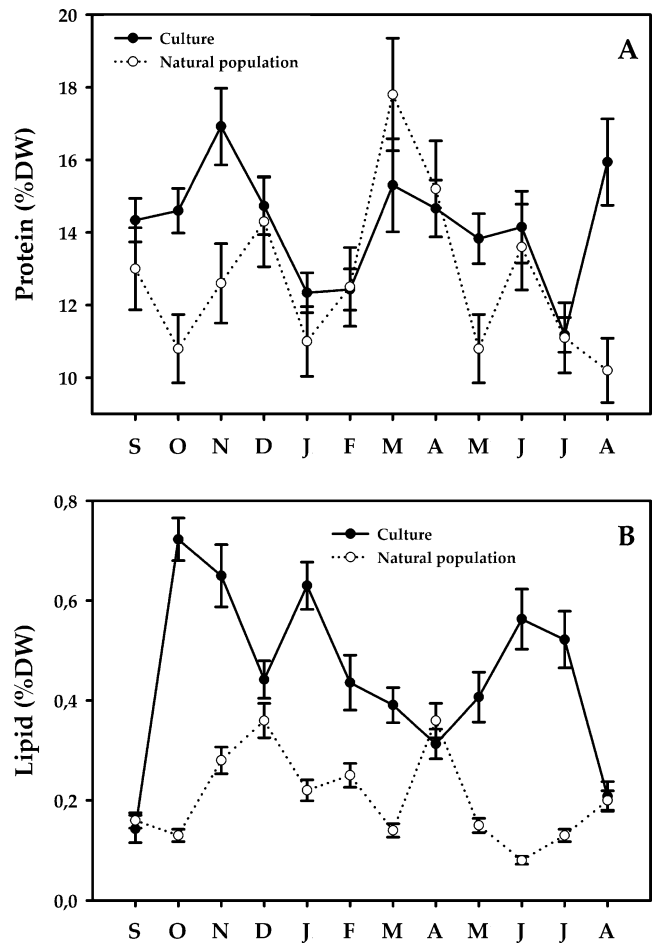 20
Culture
Natural population
A
18
16
14
12
10
Protein (%DW)
S O N D J F M A M J J A
0,8
Culture
Natural population
B
0,6
0,4
0,2
0,0
Lipid (%DW)
S O N D J. F M A M J J A